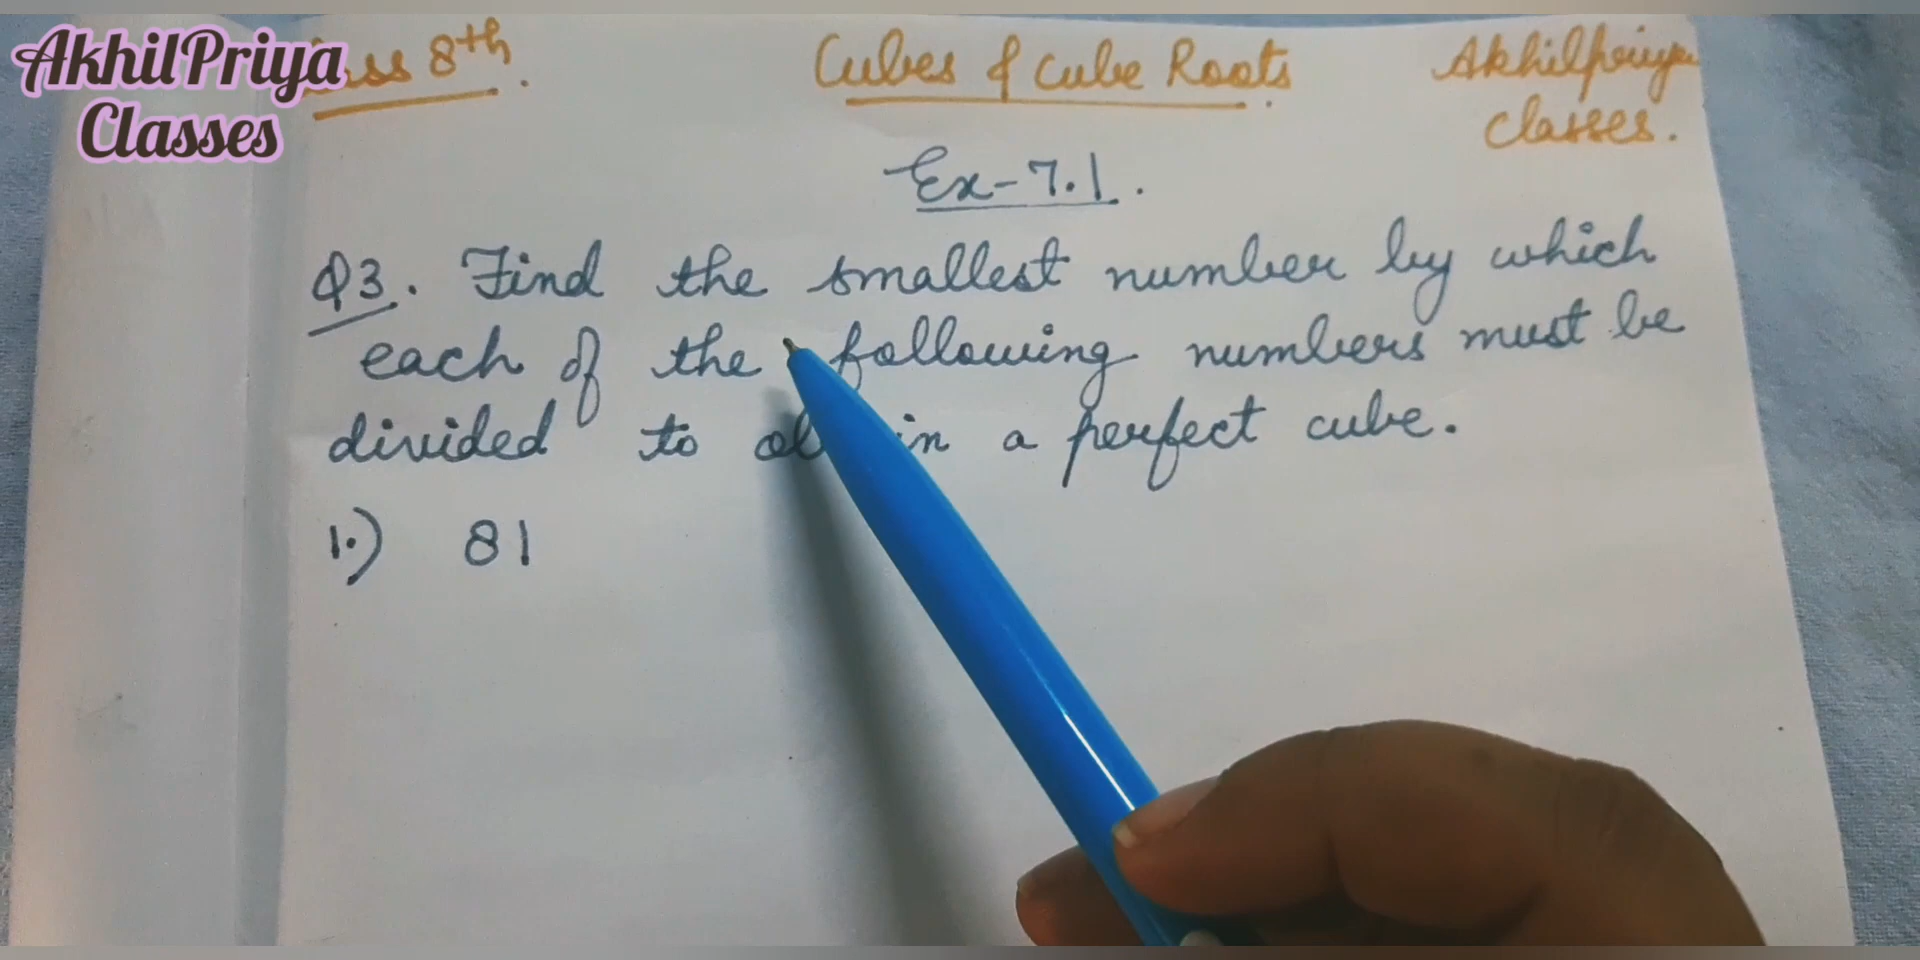 AkhilPriya
Classes
ss 8th.
Cubes & Cube Roots
Akhilpriya
Classes.
Ex-7.1.
Q3. Find the smallest number by which
each of the following numbers must be
divided to in a perfect cube.
1.) 81